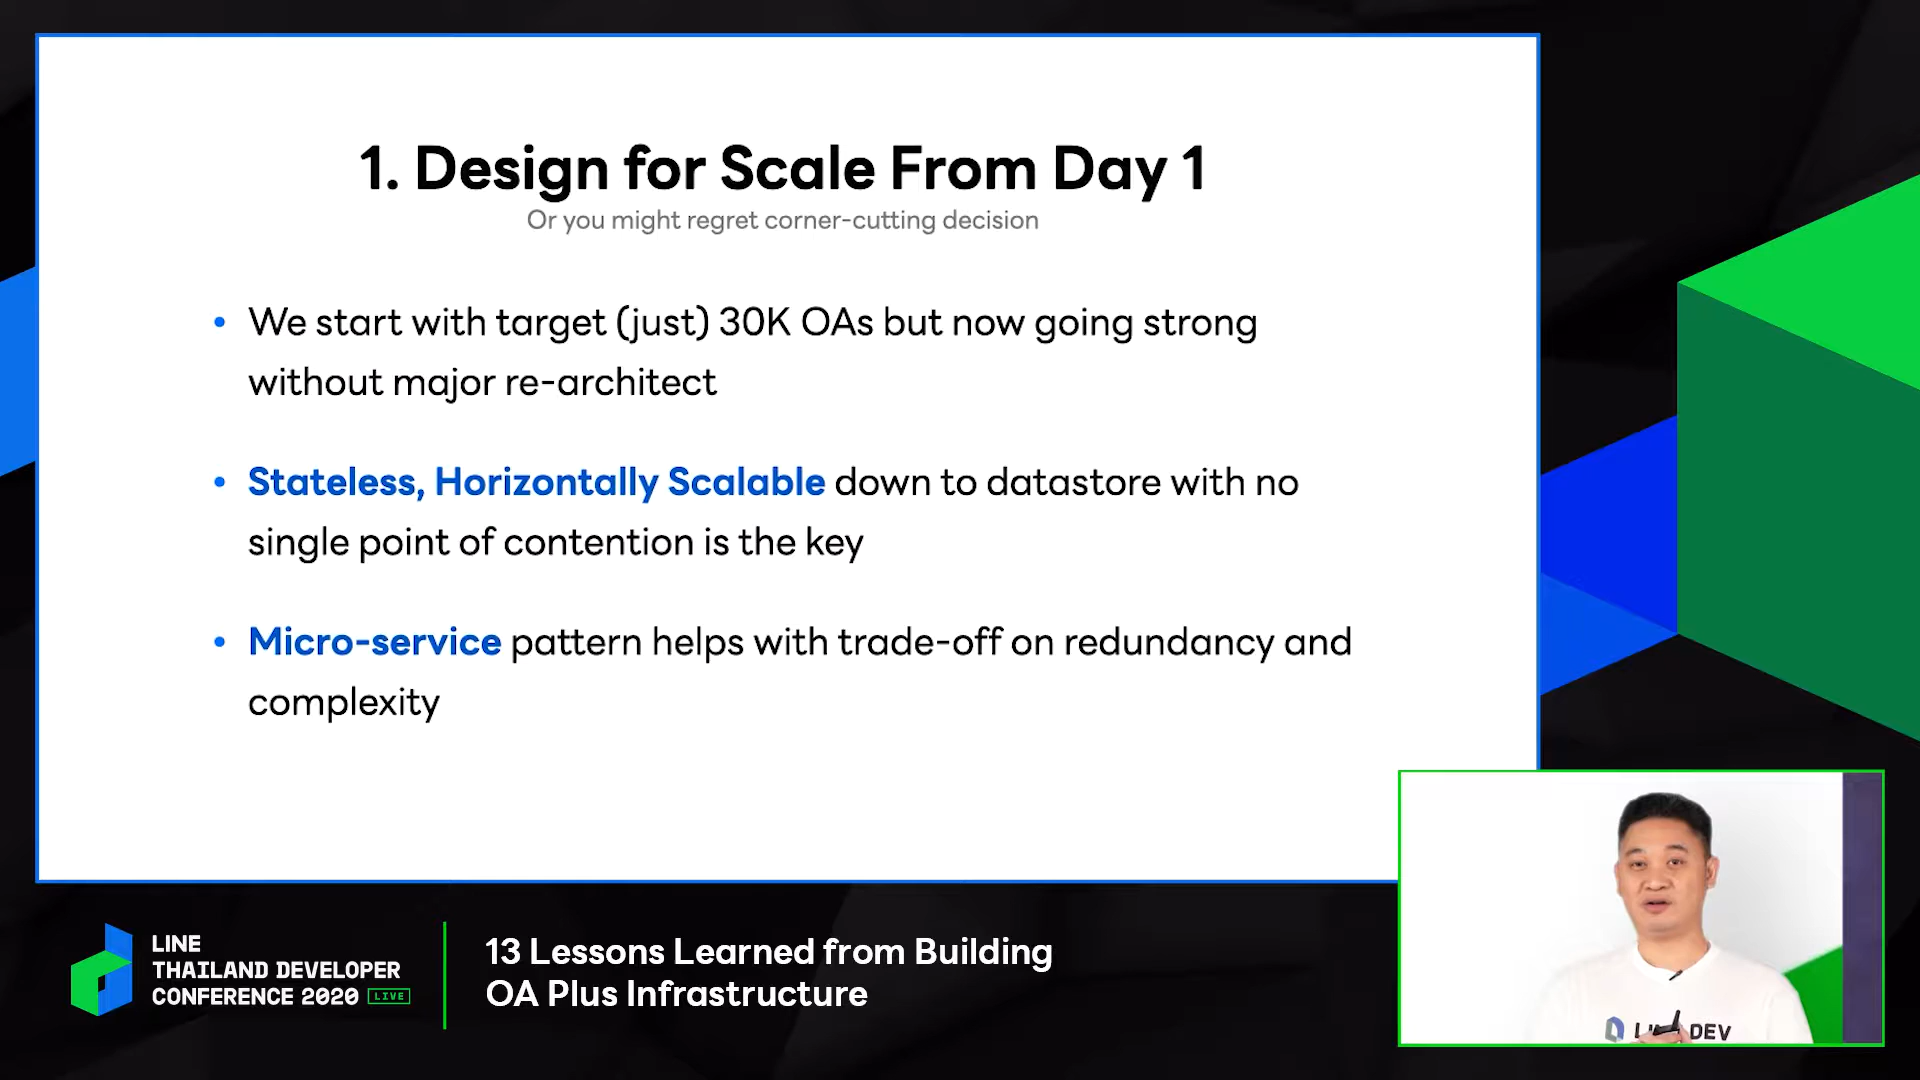 1. Design for Scale From Day 1
Or you might regret corner-cutting decision
• We start with target (just) 30K OAs but now going strong
without major re-architect
• Stateless, Horizontally Scalable down to datastore with no
single point of contention is the key
• Micro-service pattern helps with trade-off on redundancy and
complexity
LINE
THAILAND DEVELOPER
CONFERENCE 2020 LIVE
13 Lessons Learned from Building
OA Plus Infrastructure
DEV